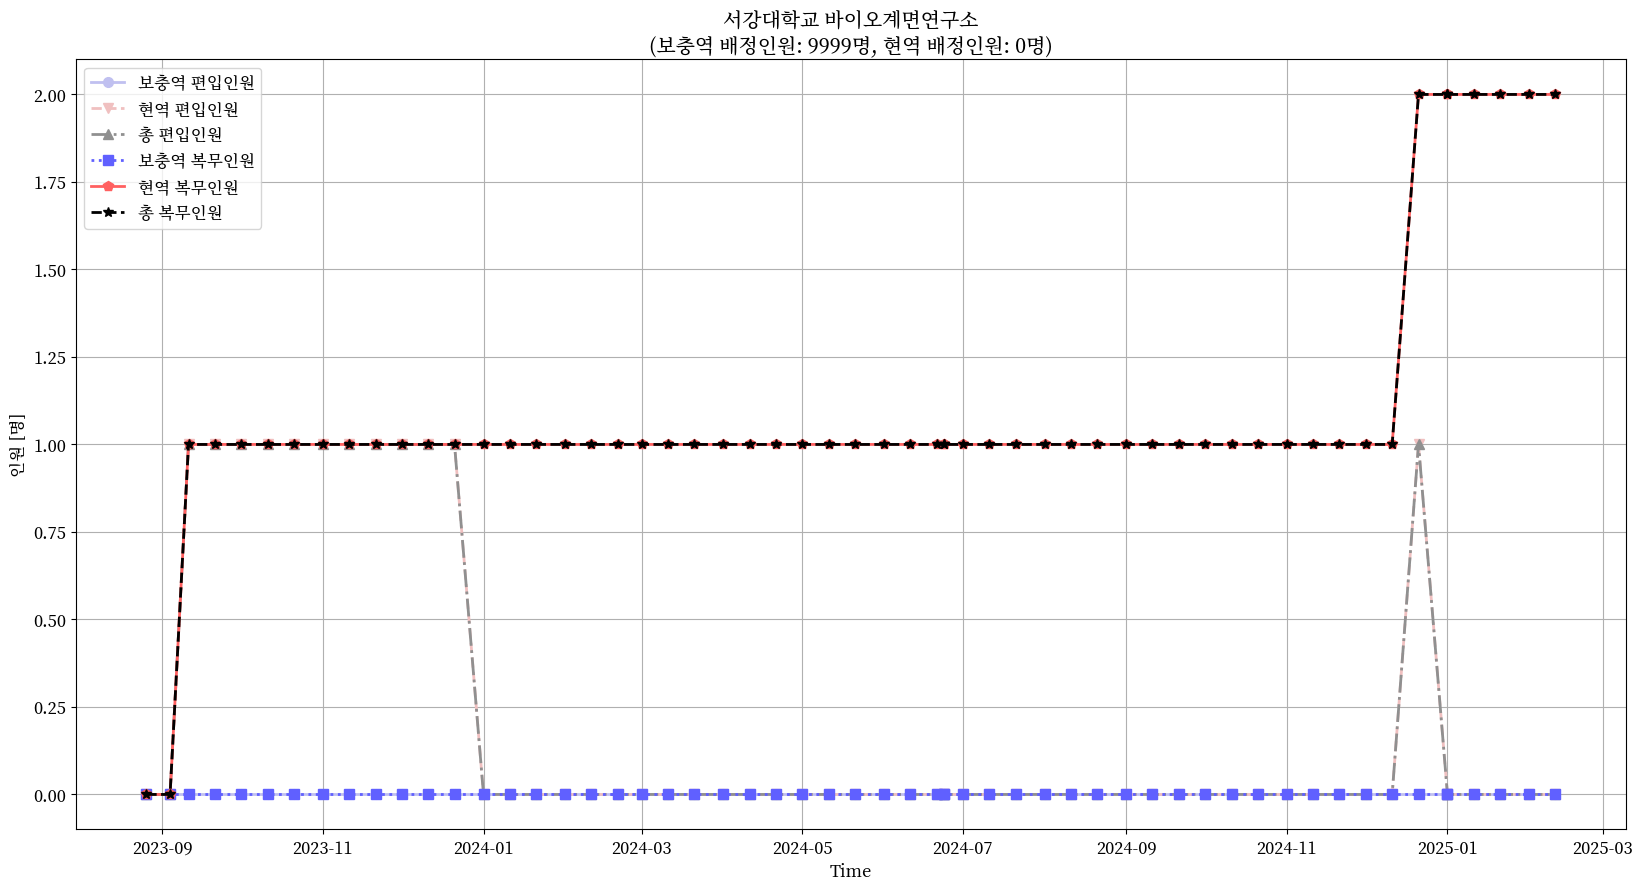 서강대학교 바이오계면연구소
(보충역 배정인원: 9999명, 현역 배정인원: 0명)
보충역 편입인원
현역 편입인원
총 편입인원
보충역 복무인원
현역 복무인원
총 복무인원
2.00
1.75
1.50
1.25
1.00
0.75
0.50
0.25
0.00
인원 [명]
2023-09
2023-11
2024-01
2024-03
2024-05
2024-07
2024-09
2024-11
2025-01
2025-03
Time